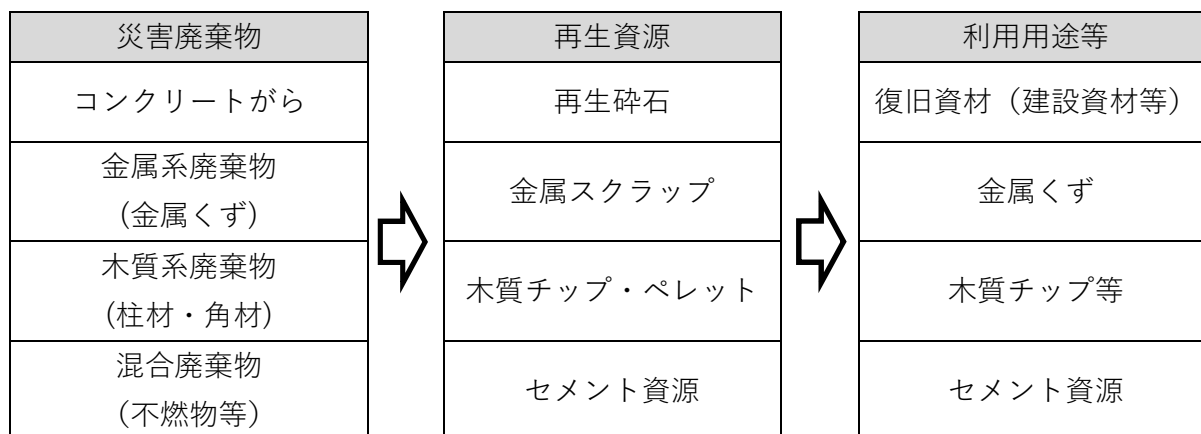 災害廃棄物
再生資源
利用用途等
コンクリートがら
再生砕石
復旧資材（建設資材等）
金属系廃棄物
(金属くず)
金属スクラップ
金属くず
木質系廃棄物
(柱材・角材)
木質チップ・ペレット
木質チップ等
混合廃棄物
(不燃物等)
セメント資源
セメント資源